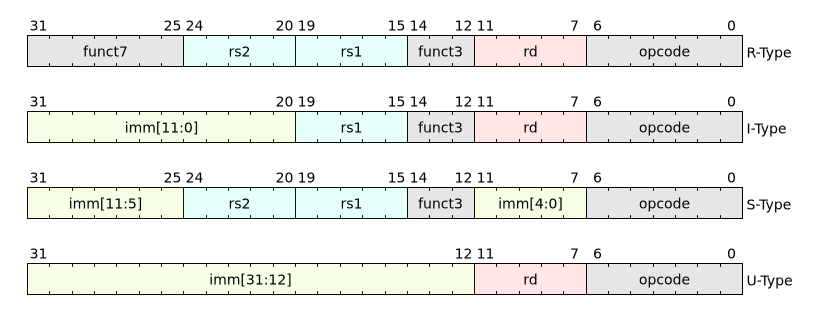 31 25 24 20 19 15 14 12 11 7 6 0
funct7 rs2 rs1 funct3 rd opcode R-Type
31 20 19 15 14 12 11 7 6 0
imm[11:0] rs1 funct3 rd opcode I-Type
31 25 24 20 19 15 14 12 11 7 6 0
imm[11:5] rs2 rs1 funct3 imm[4:0] opcode S-Type
31 12 11 7 6 0
imm[31:12] rd opcode U-Type